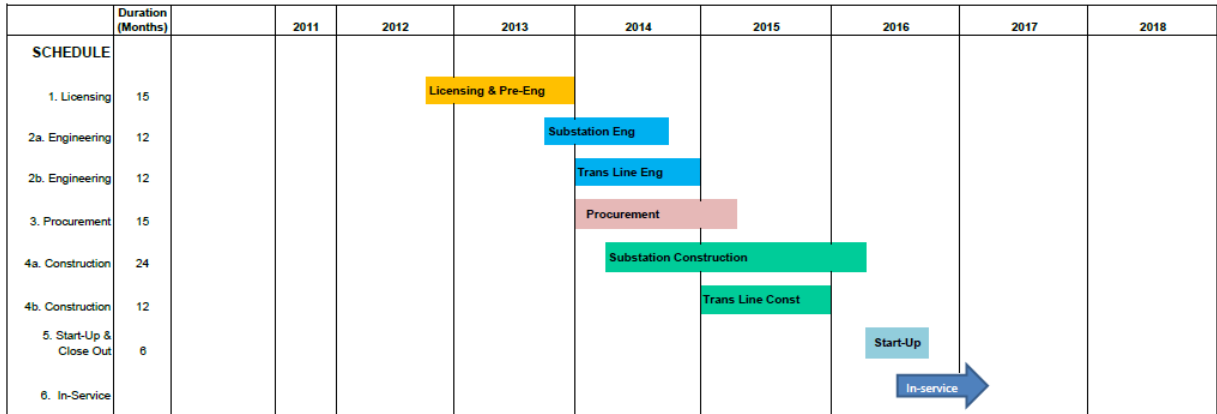 Duration
(Months) 2011 2012 2013 2014 2015 2016 2017 2018
SCHEDULE
1. Licensing 15 Licensing & Pre-Eng
2a. Engineering 12 Substation Eng
2b. Engineering 12 Trans Line Eng
3. Procurement 15 Procurement
4a. Construction 24 Substation Construction
4b. Construction 12 Trans Line Const
5. Start-Up &
Close Out 6 Start-Up
6. In-Service In-service